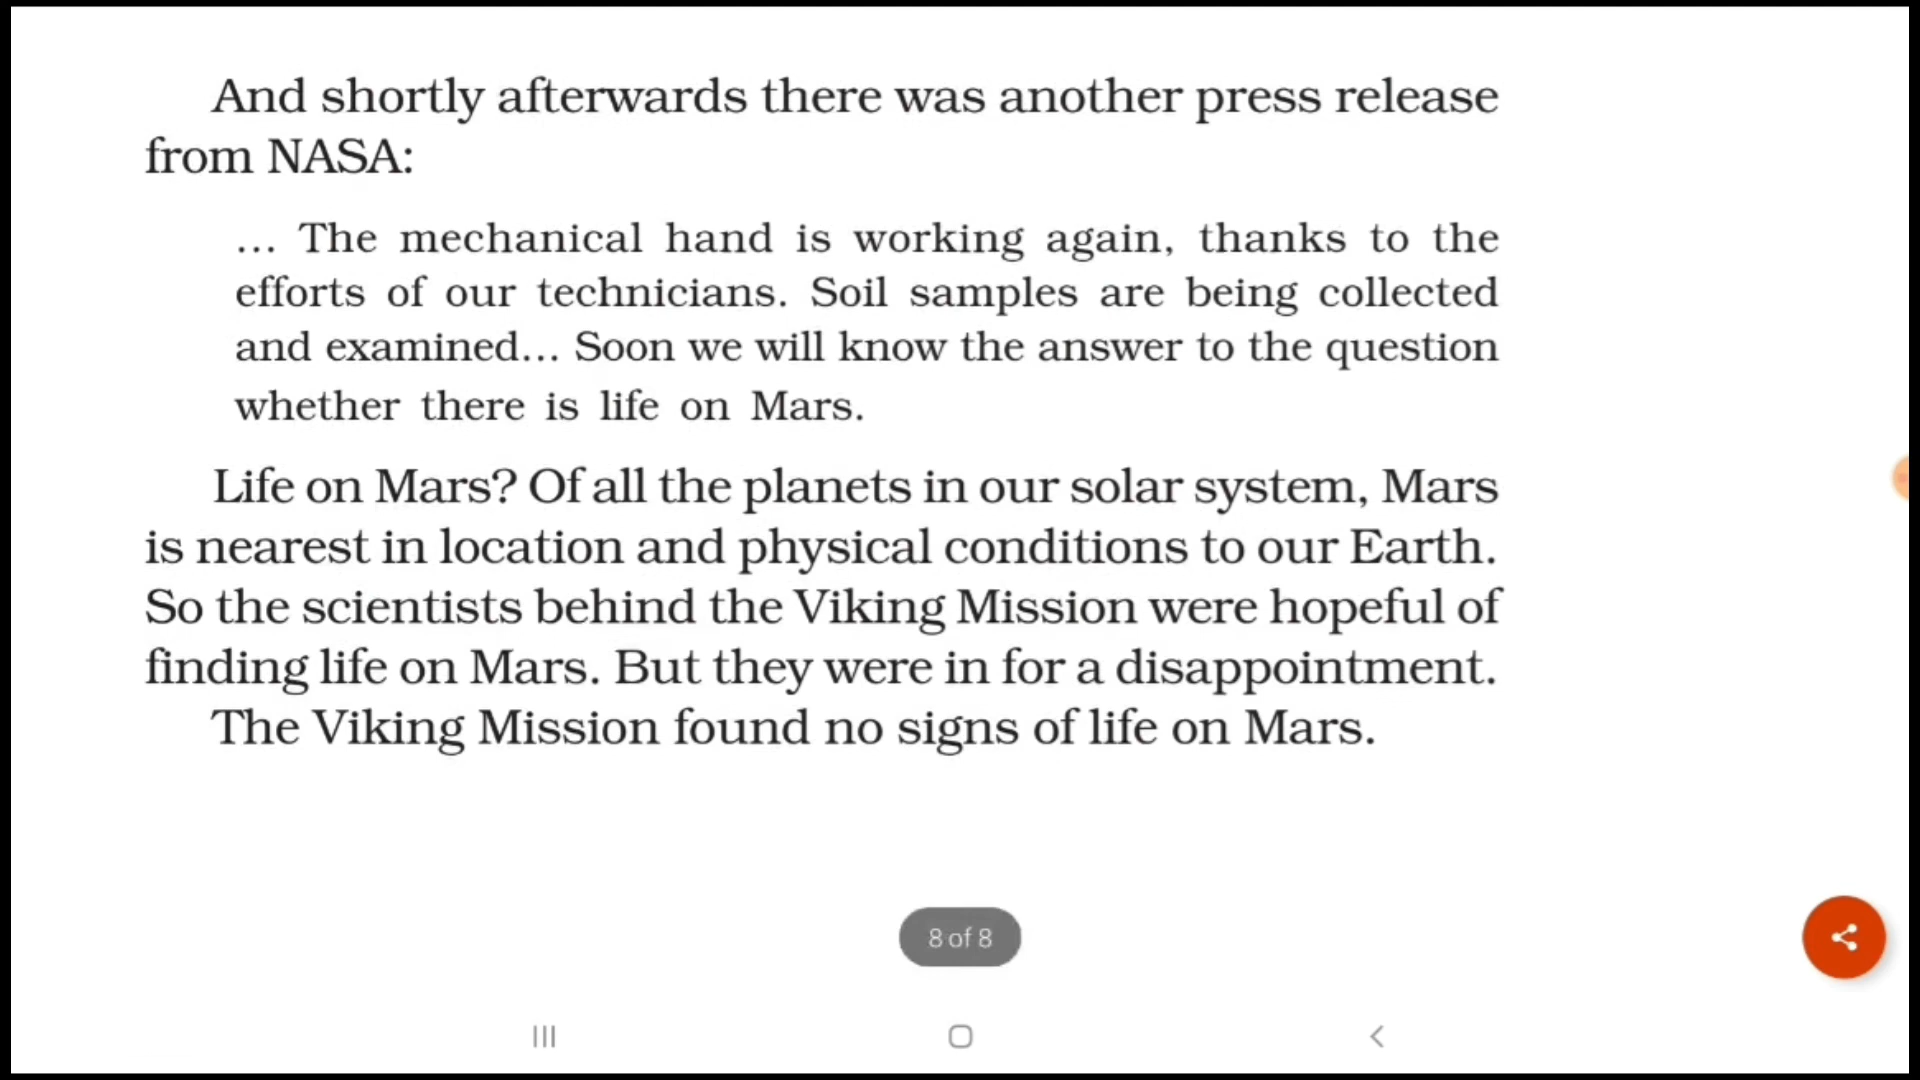 And shortly afterwards there was another press release
from NASA:
... The mechanical hand is working again, thanks to the
efforts of our technicians. Soil samples are being collected
and examined... Soon we will know the answer to the question
whether there is life on Mars.
Life on Mars? Of all the planets in our solar system, Mars
is nearest in location and physical conditions to our Earth.
So the scientists behind the Viking Mission were hopeful of
finding life on Mars. But they were in for a disappointment.
The Viking Mission found no signs of life on Mars.
8 of 8